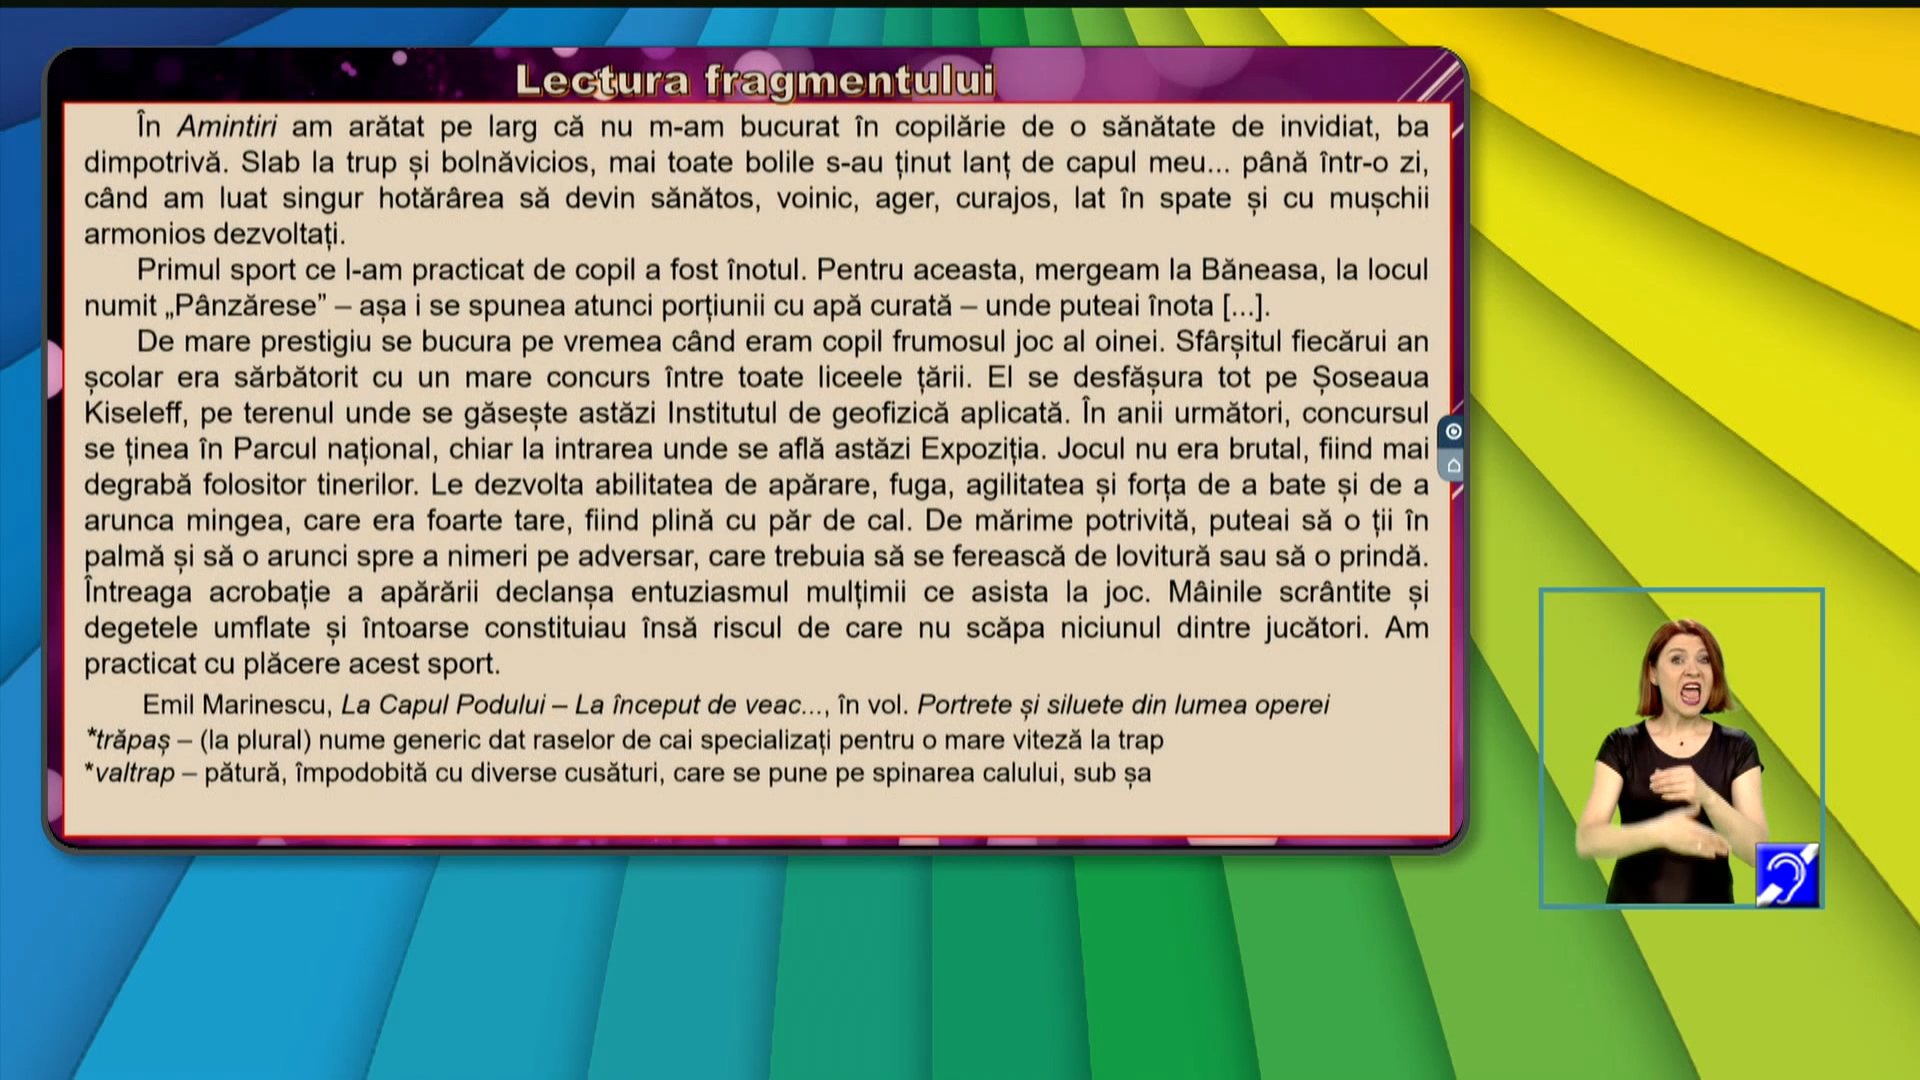 Lectura fragmentului
În Amintiri am arătat pe larg că nu m-am bucurat în copilărie de o sănătate de invidiat, ba
dimpotrivă. Slab la trup și bolnăvicios, mai toate bolile s-au ținut lanț de capul meu... până într-o zi,
când am luat singur hotărârea să devin sănătos, voinic, ager, curajos, lat în spate și cu mușchii
armonios dezvoltați.
Primul sport ce l-am practicat de copil a fost înotul. Pentru aceasta, mergeam la Băneasa, la locul
numit „Pânzărese” – așa i se spunea atunci porțiunii cu apă curată – unde puteai înota [...].
De mare prestigiu se bucura pe vremea când eram copil frumosul joc al oinei. Sfârșitul fiecărui an
școlar era sărbătorit cu un mare concurs între toate liceele țării. El se desfășura tot pe Șoseaua
Kiseleff, pe terenul unde se găsește astăzi Institutul de geofizică aplicată. În anii următori, concursul
se ținea în Parcul național, chiar la intrarea unde se află astăzi Expoziția. Jocul nu era brutal, fiind mai
degrabă folositor tinerilor. Le dezvolta abilitatea de apărare, fuga, agilitatea și forța de a bate și de a
arunca mingea, care era foarte tare, fiind plină cu păr de cal. De mărime potrivită, puteai să o ții în
palmă și să o arunci spre a nimeri pe adversar, care trebuia să se ferească de lovitură sau să o prindă.
Întreaga acrobație a apărării declanșa entuziasmul mulțimii ce asista la joc. Mâinile scrântite și
degetele umflate și întoarse constituiau însă riscul de care nu scăpa niciunul dintre jucători. Am
practicat cu plăcere acest sport.
Emil Marinescu, La Capul Podului – La început de veac..., în vol. Portrete și siluete din lumea operei
*trăpaș – (la plural) nume generic dat raselor de cai specializați pentru o mare viteză la trap
*valtrap – pătură, împodobită cu diverse cusături, care se pune pe spinarea calului, sub șa